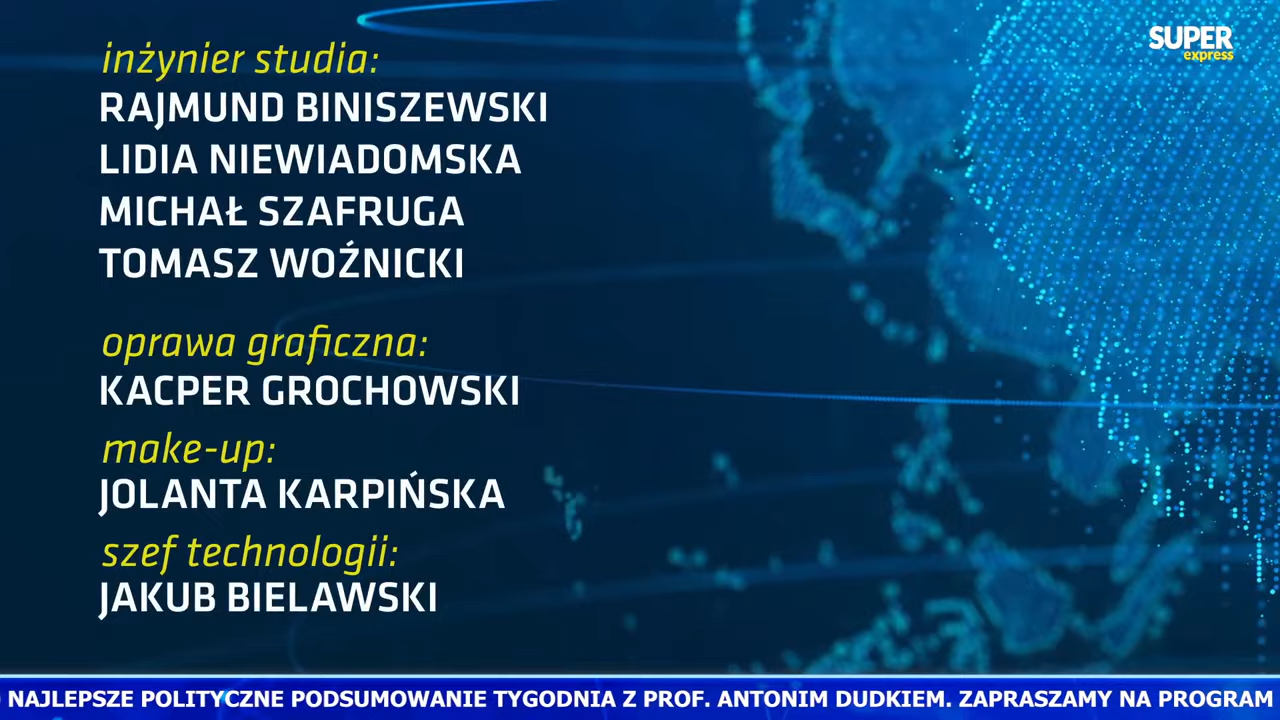 SUPER
express
inżynier studia:
RAJMUND BINISZEWSKI
LIDIA NIEWIADOMSKA
MICHAŁ SZAFRUGA
TOMASZ WOŹNICKI
oprawa graficzna:
KACPER GROCHOWSKI
make-up:
JOLANTA KARPIŃSKA
szef technologii:
JAKUB BIELAWSKI
NAJLEPSZE POLITYCZNE PODSUMOWANIE TYGODNIA Z PROF. ANTONIM DUDKIEM. ZAPRASZAMY NA PROGRAM